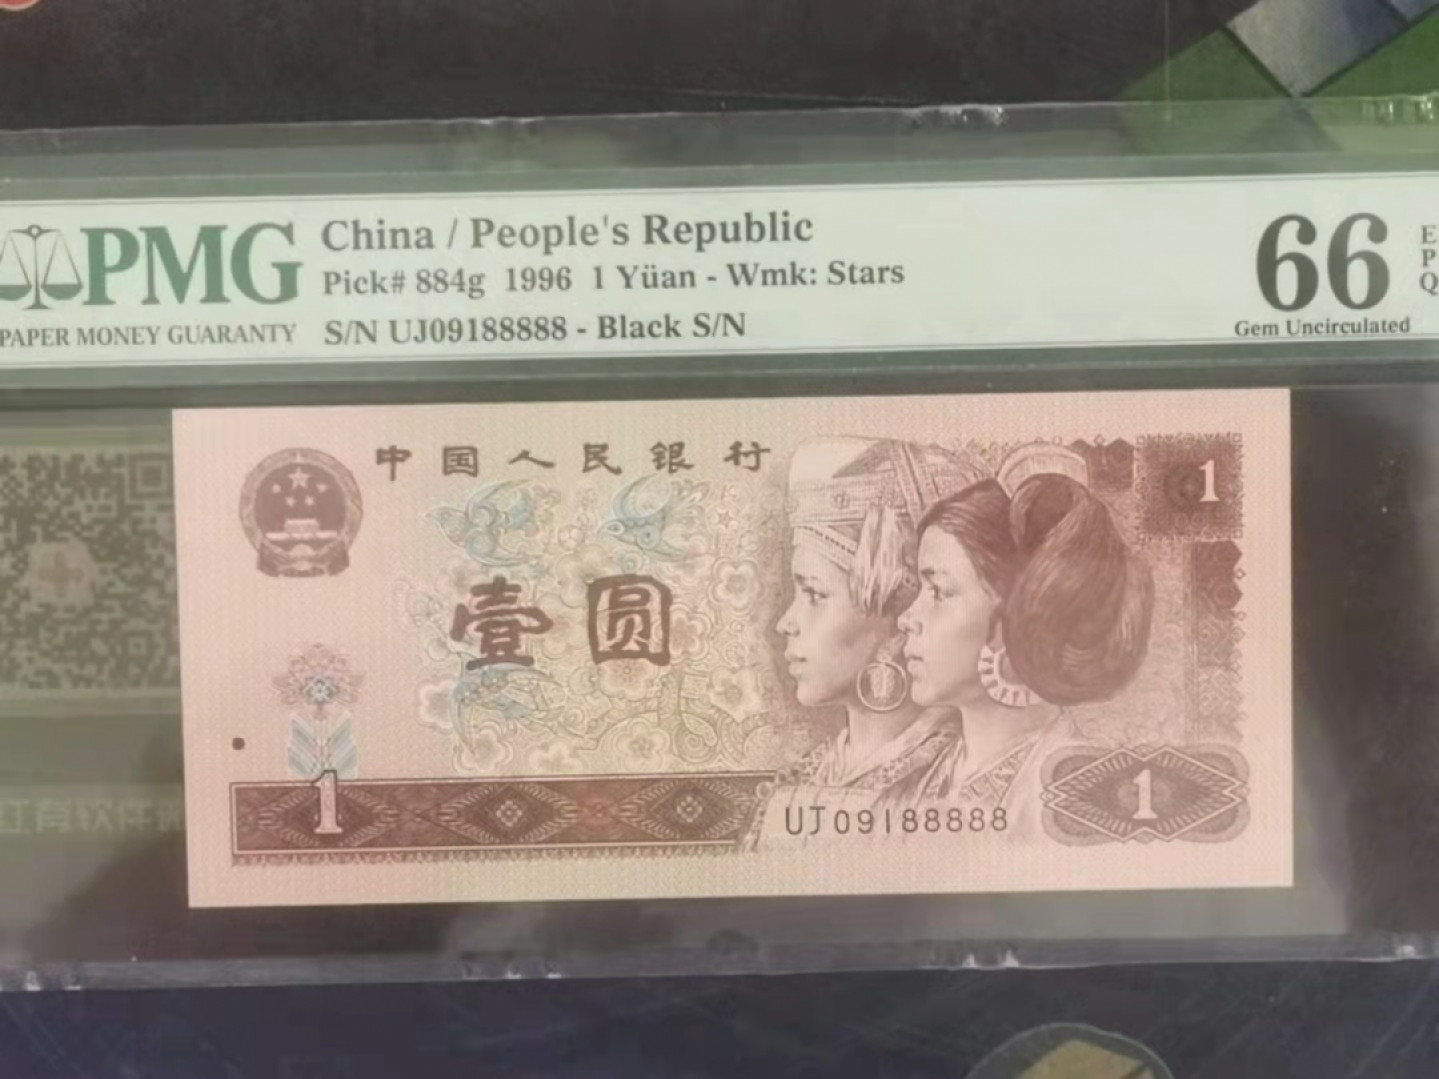 PMG
PAPER MONEY GUARANTY
China / People's Republic
Pick# 884g 1996 1 Yüan - Wmk: Stars
S/N UJ09188888 - Black S/N
66
E
P
Q
Gem Uncirculated
中国人民银行
1
壹圆
1
UJ09188888
1